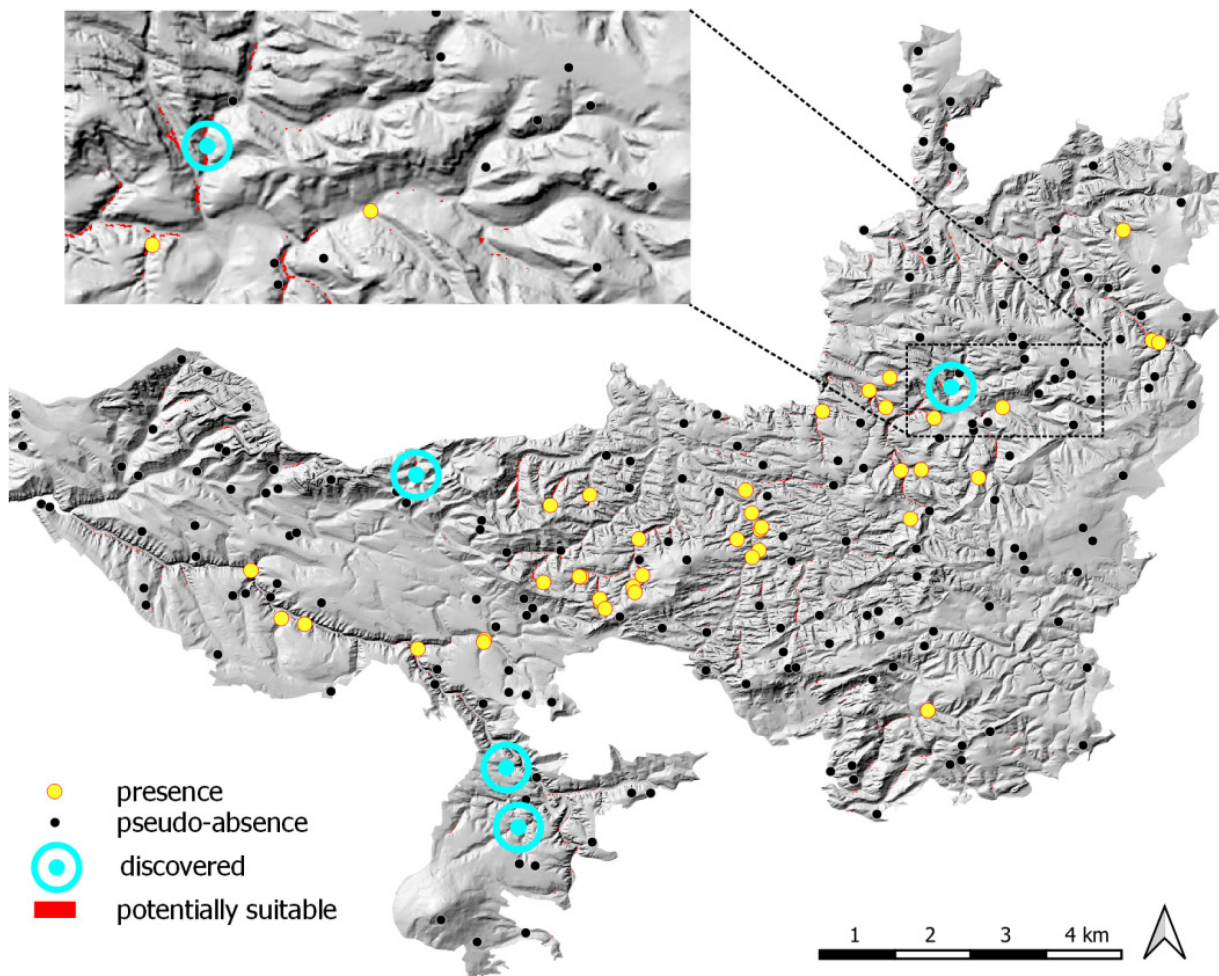 presence
pseudo-absence
discovered
potentially suitable
1 2 3 4 km